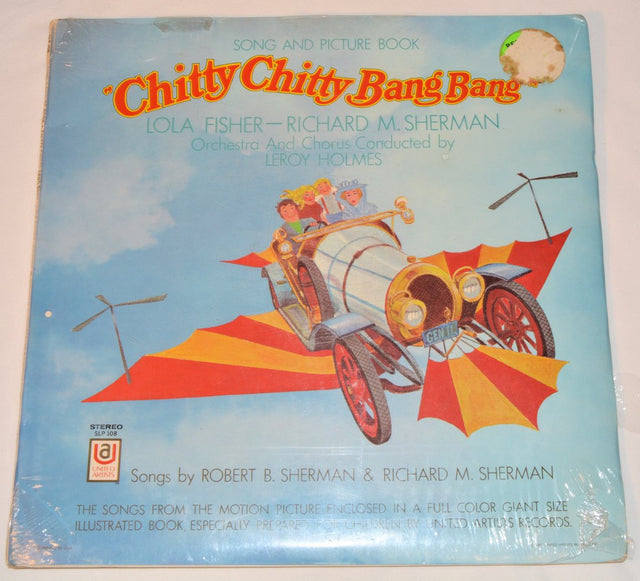 SONG AND PICTURE BOOK
"Chitty Chitty Bang Bang"
LOLA FISHER—RICHARD M. SHERMAN
Orchestra And Chorus Conducted by
LEROY HOLMES
GEN 11
STEREO
SLP 108
UA
UNITED
ARTISTS
Songs by ROBERT B. SHERMAN & RICHARD M. SHERMAN
THE SONGS FROM THE MOTION PICTURE ENCLOSED IN A FULL COLOR GIANT SIZE
ILLUSTRATED BOOK, ESPECIALLY PREPARED FOR CHILDREN BY UNITED ARTISTS RECORDS.